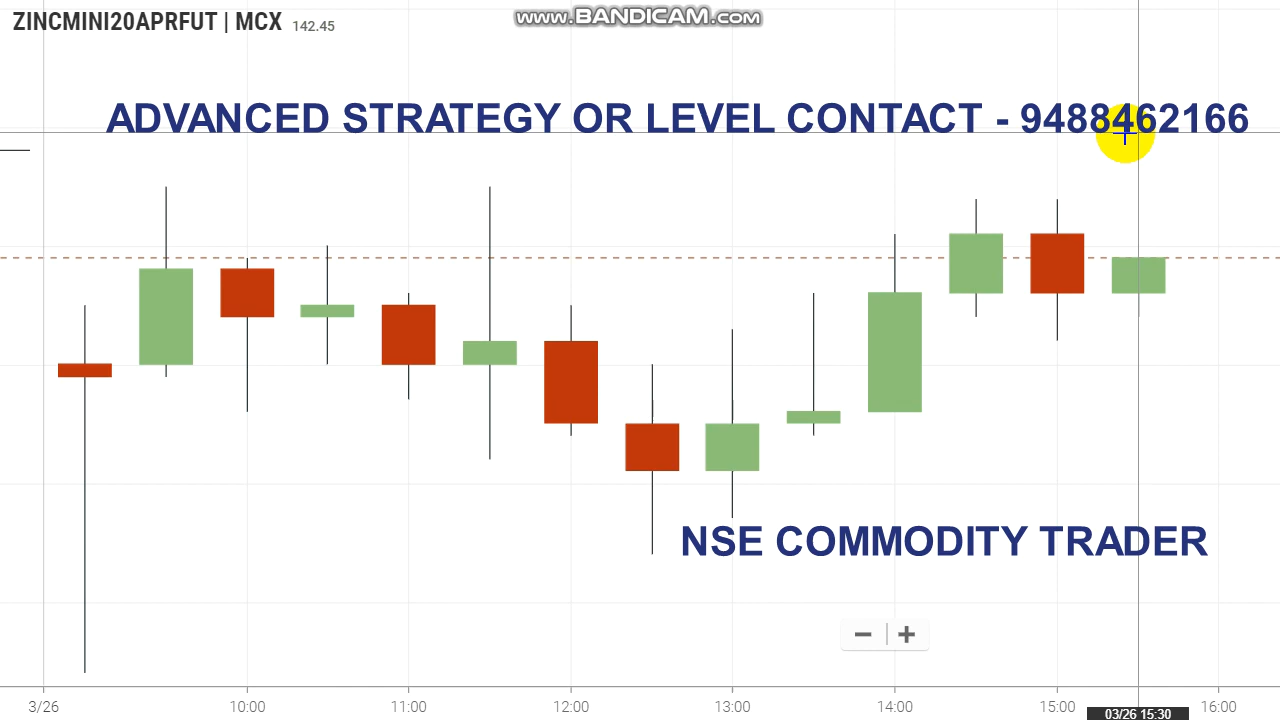 ZINCMINI20APRFUT | MCX 142.45
www.BANDICAM.com
ADVANCED STRATEGY OR LEVEL CONTACT - 9488462166
NSE COMMODITY TRADER
3/26 10:00 11:00 12:00 13:00 14:00 15:00 16:00
03/26 15:30